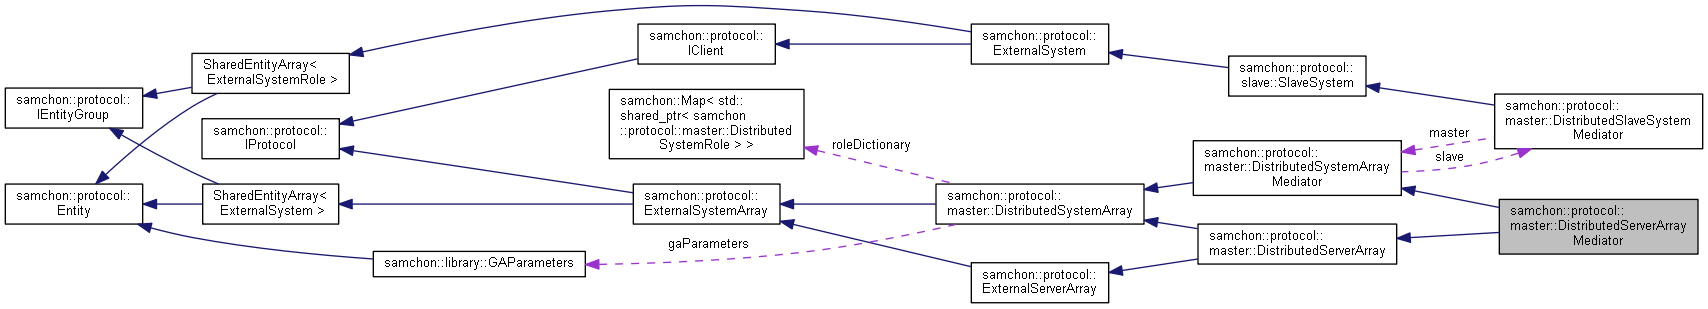 samchon::protocol::
IEntityGroup
samchon::protocol::
Entity
SharedEntityArray<
ExternalSystemRole >
samchon::protocol::
IProtocol
SharedEntityArray<
ExternalSystem >
samchon::library::GAParameters
samchon::protocol::
IClient
samchon::Map< std::
shared_ptr< samchon
::protocol::master::Distributed
SystemRole > >
samchon::protocol::
ExternalSystemArray
roleDictionary
gaParameters
samchon::protocol::
ExternalSystem
samchon::protocol::
master::DistributedSystemArray
samchon::protocol::
ExternalServerArray
samchon::protocol::
slave::SlaveSystem
samchon::protocol::
master::DistributedSystemArray
Mediator
samchon::protocol::
master::DistributedServerArray
master
slave
samchon::protocol::
master::DistributedSlaveSystem
Mediator
samchon::protocol::
master::DistributedServerArray
Mediator